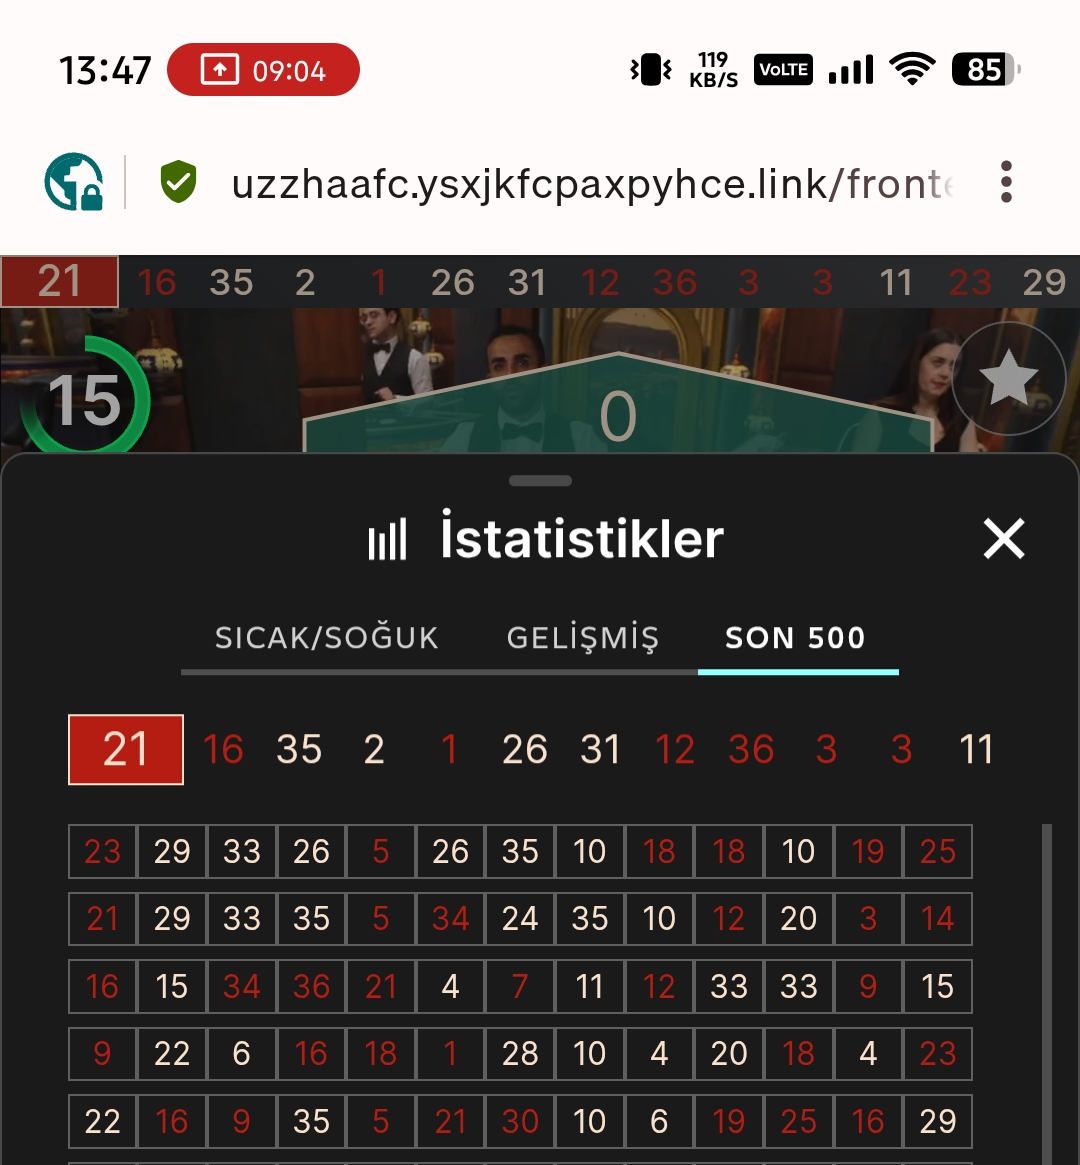 13:47 09:04 119 KB/S VoLTE 85
uzzhaafc.ysxjkfcpaxpyhce.link/fronte
21 16 35 2 1 26 31 12 36 3 3 11 23 29
15 0
İstatistikler
SICAK/SOĞUK GELİŞMİŞ SON 500
21 16 35 2 1 26 31 12 36 3 3 11
23 29 33 26 5 26 35 10 18 18 10 19 25
21 29 33 35 5 34 24 35 10 12 20 3 14
16 15 34 36 21 4 7 11 12 33 33 9 15
9 22 6 16 18 1 28 10 4 20 18 4 23
22 16 9 35 5 21 30 10 6 19 25 16 29